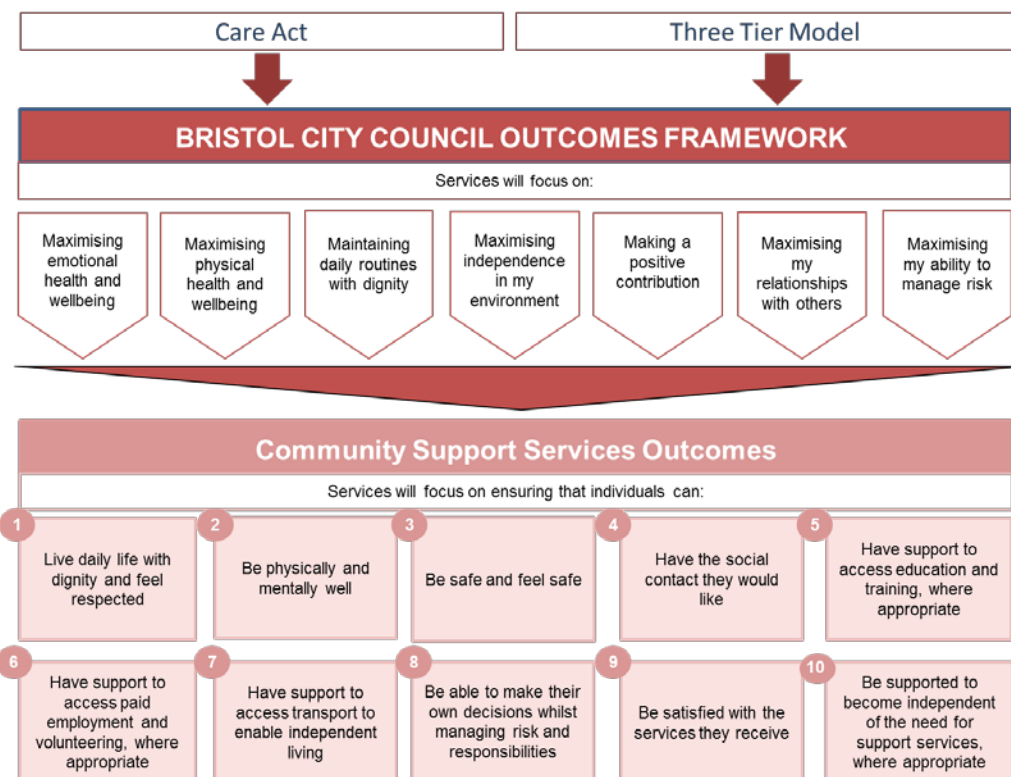 Care Act
Three Tier Model
BRISTOL CITY COUNCIL OUTCOMES FRAMEWORK
Services will focus on:
Maximising
emotional
health and
wellbeing
Maximising
physical
health and
wellbeing
Maintaining
daily routines
with dignity
Maximising
independence
in my
environment
Making a
positive
contribution
Maximising
my
relationships
with others
Maximising
my ability to
manage risk
Community Support Services Outcomes
Services will focus on ensuring that individuals can:
1
Live daily life with
dignity and feel
respected
2
Be physically and
mentally well
3
Be safe and feel safe
4
Have the social
contact they would
like
5
Have support to
access education and
training, where
appropriate
6
Have support to
access paid
employment and
volunteering, where
appropriate
7
Have support to
access transport to
enable independent
living
8
Be able to make their
own decisions whilst
managing risk and
responsibilities
9
Be satisfied with the
services they receive
10
Be supported to
become independent
of the need for
support services,
where appropriate